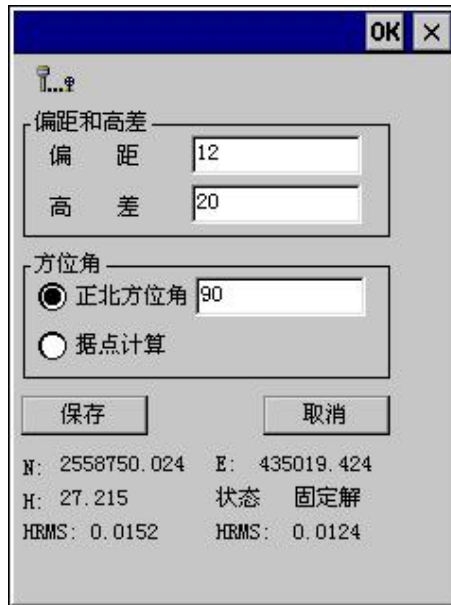 OK ×
偏距和高差
偏 距 12
高 差 20
方位角
正北方位角 90
据点计算
保存 取消
N: 2558750.024 E: 435019.424
H: 27.215 状态 固定解
HRMS: 0.0152 HRMS: 0.0124